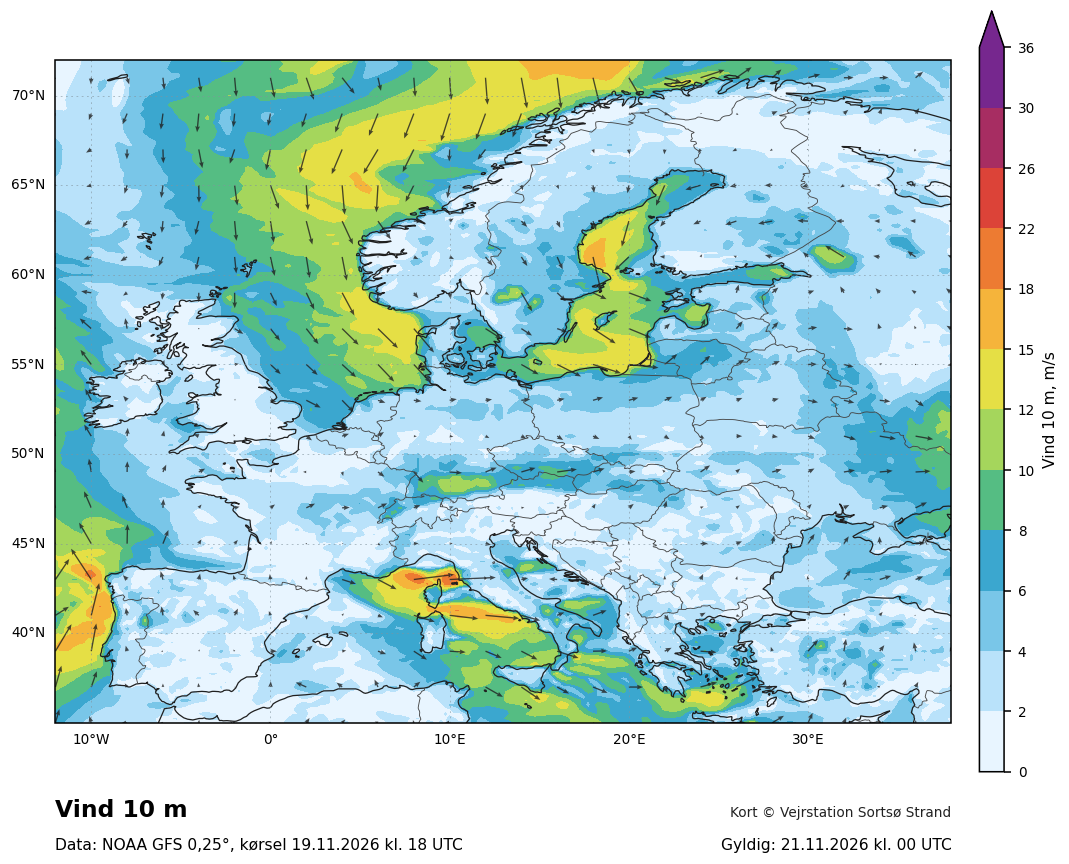 36
30
26
22
18
15
12
10
8
6
4
2
0
Vind 10 m, m/s
70°N
65°N
60°N
55°N
50°N
45°N
40°N
10°W
0°
10°E
20°E
30°E
Vind 10 m
Kort © Vejrstation Sortsø Strand
Data: NOAA GFS 0,25°, kørsel 19.11.2026 kl. 18 UTC
Gyldig: 21.11.2026 kl. 00 UTC